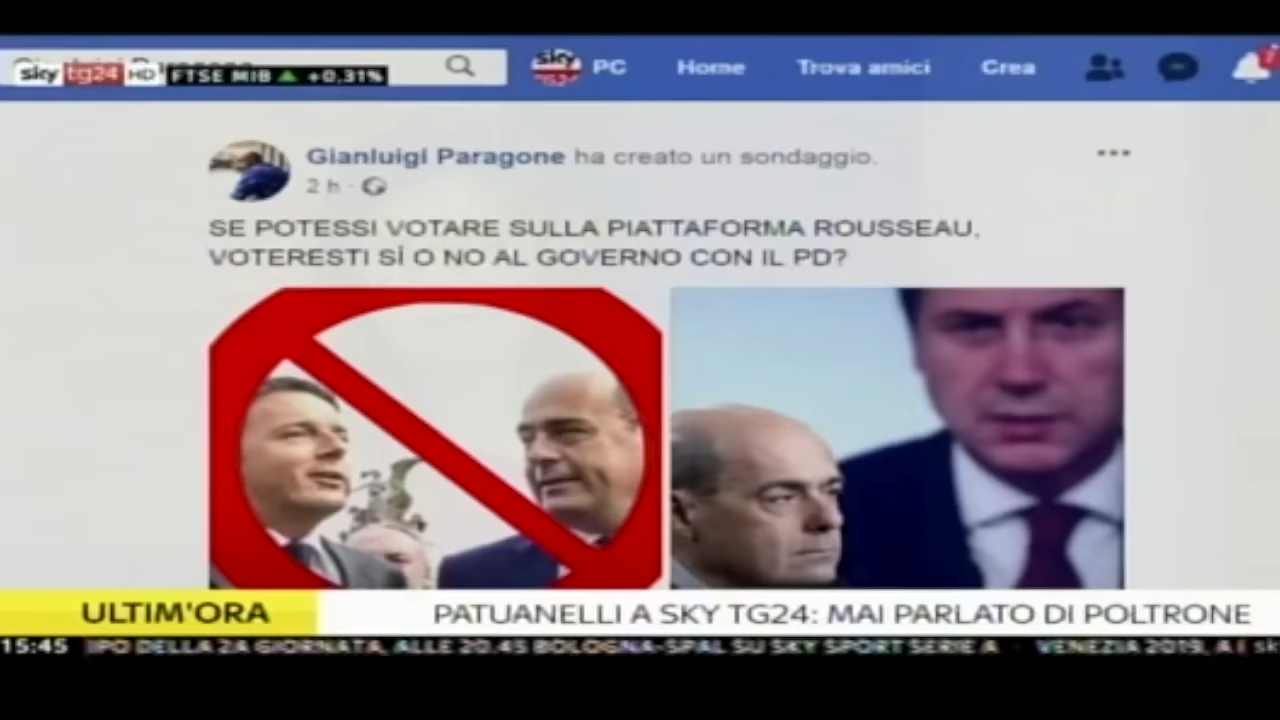 sky tg24 HD
FTSE MIB ▲ +0,31%
sky
PC
Home
Trova amici
Crea
Gianluigi Paragone ha creato un sondaggio.
2 h ·
SE POTESSI VOTARE SULLA PIATTAFORMA ROUSSEAU,
VOTERESTI SÌ O NO AL GOVERNO CON IL PD?
ULTIM'ORA
PATUANELLI A SKY TG24: MAI PARLATO DI POLTRONE
15:45
IPO DELLA 2A GIORNATA, ALLE 20.45 BOLOGNA-SPAL SU SKY SPORT SERIE A
VENEZIA 2019, A